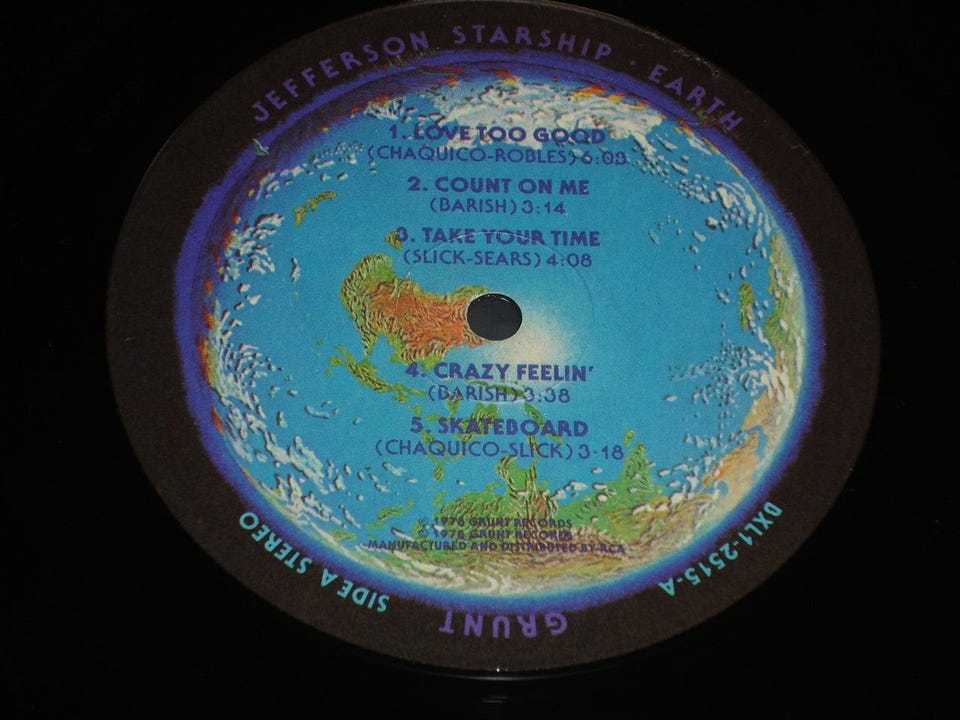 JEFFERSON STARSHIP · EARTH
1. LOVE TOO GOOD
(CHAQUICO-ROBLES) 6:03
2. COUNT ON ME
(BARISH) 3:14
3. TAKE YOUR TIME
(SLICK-SEARS) 4:08
4. CRAZY FEELIN'
(BARISH) 3:38
5. SKATEBOARD
(CHAQUICO-SLICK) 3:18
℗ 1978 GRUNT RECORDS
© 1978 GRUNT RECORDS
MANUFACTURED AND DISTRIBUTED BY RCA
SIDE A STEREO
GRUNT
DXL1-2515-A